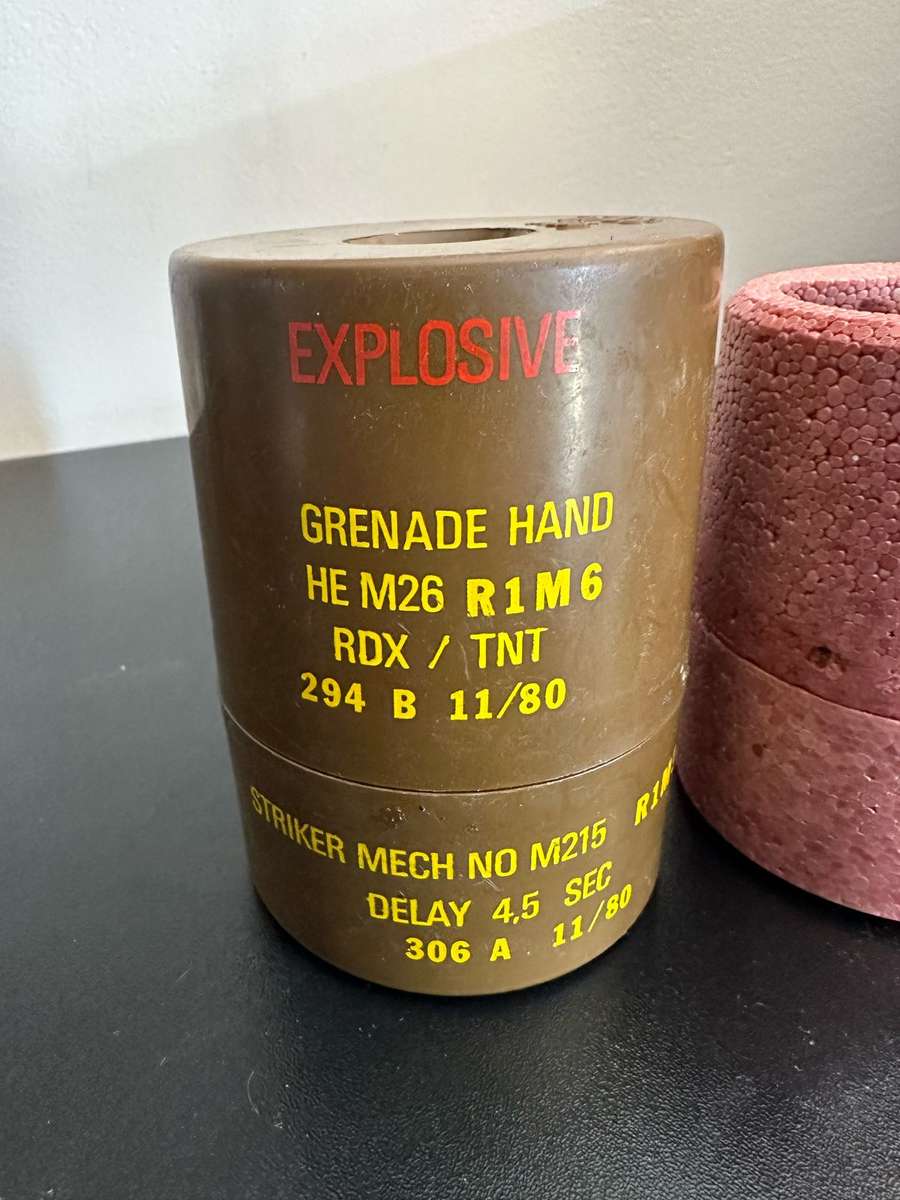 EXPLOSIVE
GRENADE HAND
HE M26 R1M6
RDX / TNT
294 B 11/80
STRIKER MECH NO M215 R1M
DELAY 4,5 SEC
306 A 11/80